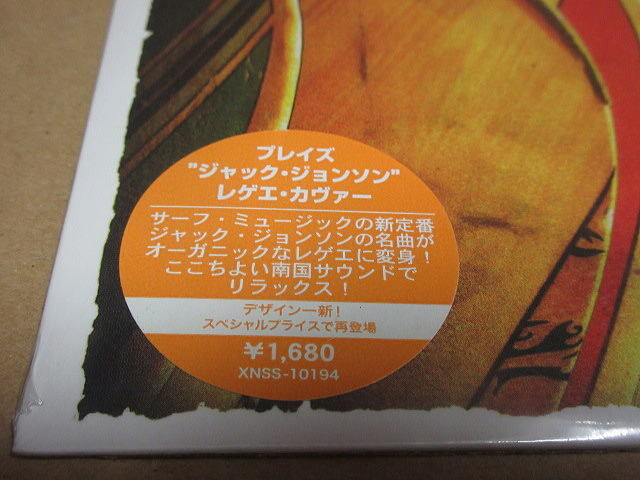 プレイズ
"ジャック・ジョンソン"
レゲエ・カヴァー
サーフ・ミュージックの新定番
ジャック・ジョンソンの名曲が
オーガニックなレゲエに変身！
ここちよい南国サウンドで
リラックス！
デザイン一新！
スペシャルプライスで再登場
¥1,680
XNSS-10194